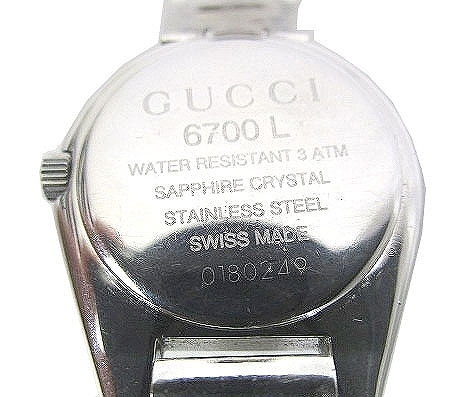 GUCCI
6700 L
WATER RESISTANT 3 ATM
SAPPHIRE CRYSTAL
STAINLESS STEEL
SWISS MADE
0180249